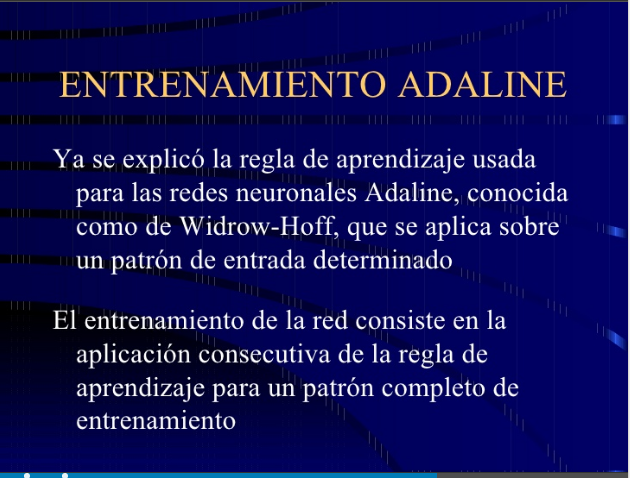 ENTRENAMIENTO ADALINE
Ya se explicó la regla de aprendizaje usada
para las redes neuronales Adaline, conocida
como de Widrow-Hoff, que se aplica sobre
un patrón de entrada determinado
El entrenamiento de la red consiste en la
aplicación consecutiva de la regla de
aprendizaje para un patrón completo de
entrenamiento